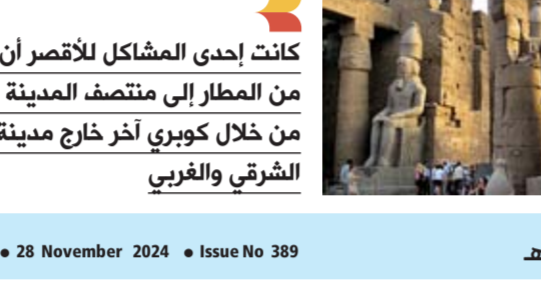 كانت إحدى المشاكل للأقصر أن
من المطار إلى منتصف المدينة
من خلال كوبري آخر خارج مدينة
الشرقي والغربي
● 28 November 2024 ● Issue No 389
هـ